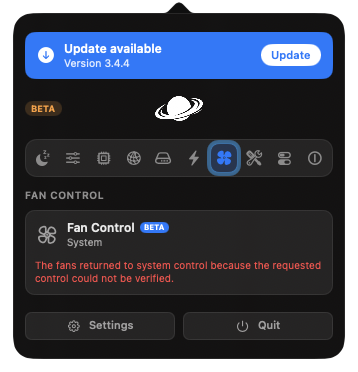 Update available
Version 3.4.4
Update
BETA
FAN CONTROL
Fan Control BETA
System
The fans returned to system control because the requested
control could not be verified.
Settings
Quit